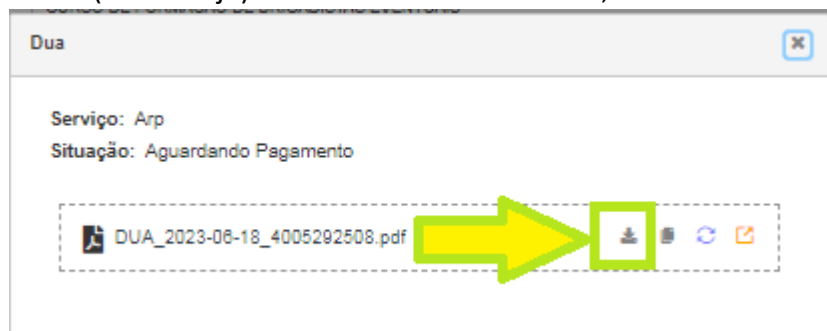 Dua
Serviço: Arp
Situação: Aguardando Pagamento
DUA_2023-06-18_4005292508.pdf